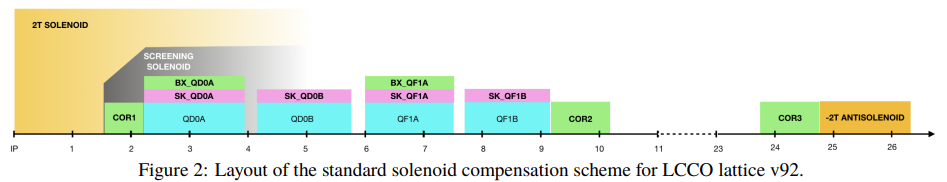 2T SOLENOID
SCREENING
SOLENOID
BX_QD0A
BX_QF1A
SK_QD0A
SK_QD0B
SK_QF1A
SK_QF1B
COR1
QD0A
QD0B
QF1A
QF1B
COR2
COR3
-2T ANTISOLENOID
IP 1 2 3 4 5 6 7 8 9 10 11 23 24 25 26
Figure 2: Layout of the standard solenoid compensation scheme for LCCO lattice v92.